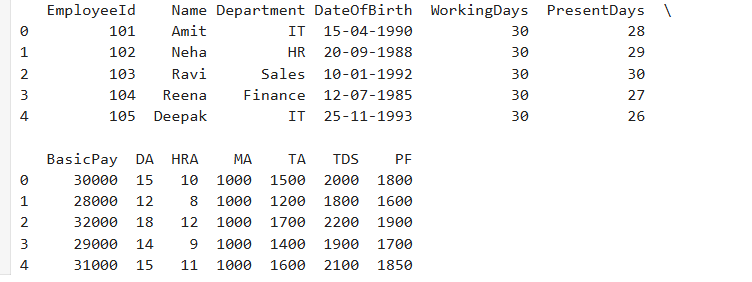 EmployeeId Name Department DateOfBirth WorkingDays PresentDays \
0 101 Amit IT 15-04-1990 30 28
1 102 Neha HR 20-09-1988 30 29
2 103 Ravi Sales 10-01-1992 30 30
3 104 Reena Finance 12-07-1985 30 27
4 105 Deepak IT 25-11-1993 30 26
BasicPay DA HRA MA TA TDS PF
0 30000 15 10 1000 1500 2000 1800
1 28000 12 8 1000 1200 1800 1600
2 32000 18 12 1000 1700 2200 1900
3 29000 14 9 1000 1400 1900 1700
4 31000 15 11 1000 1600 2100 1850